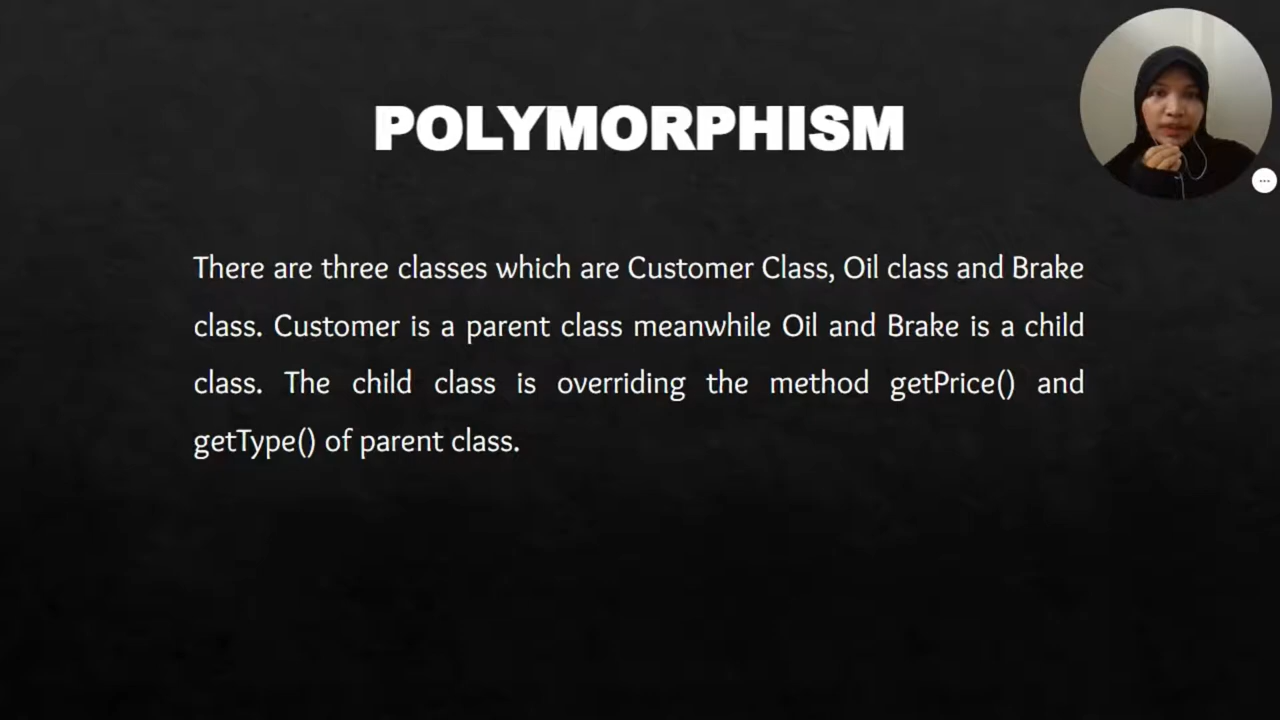 POLYMORPHISM
There are three classes which are Customer Class, Oil class and Brake
class. Customer is a parent class meanwhile Oil and Brake is a child
class. The child class is overriding the method getPrice() and
getType() of parent class.